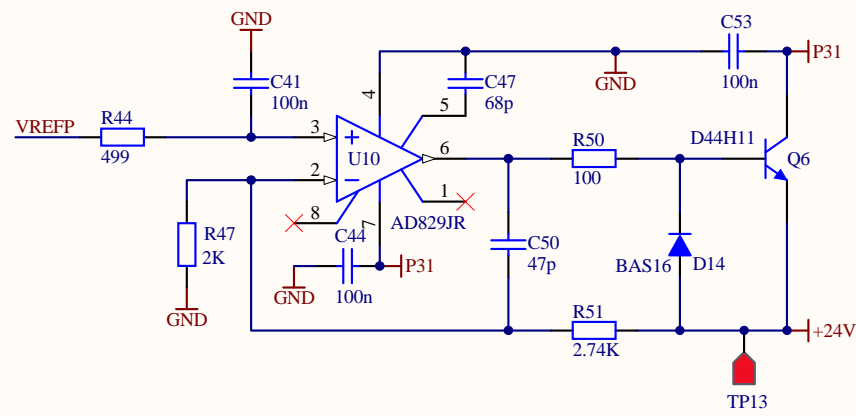 GND
C53
P31
100n
GND
C41
100n
4
C47
68p
5
VREFP
R44
499
3
2
U10
6
1
8
7
AD829JR
R50
100
D44H11
Q6
R47
2K
GND
C44
100n
GND
P31
C50
47p
BAS16
D14
R51
2.74K
+24V
TP13